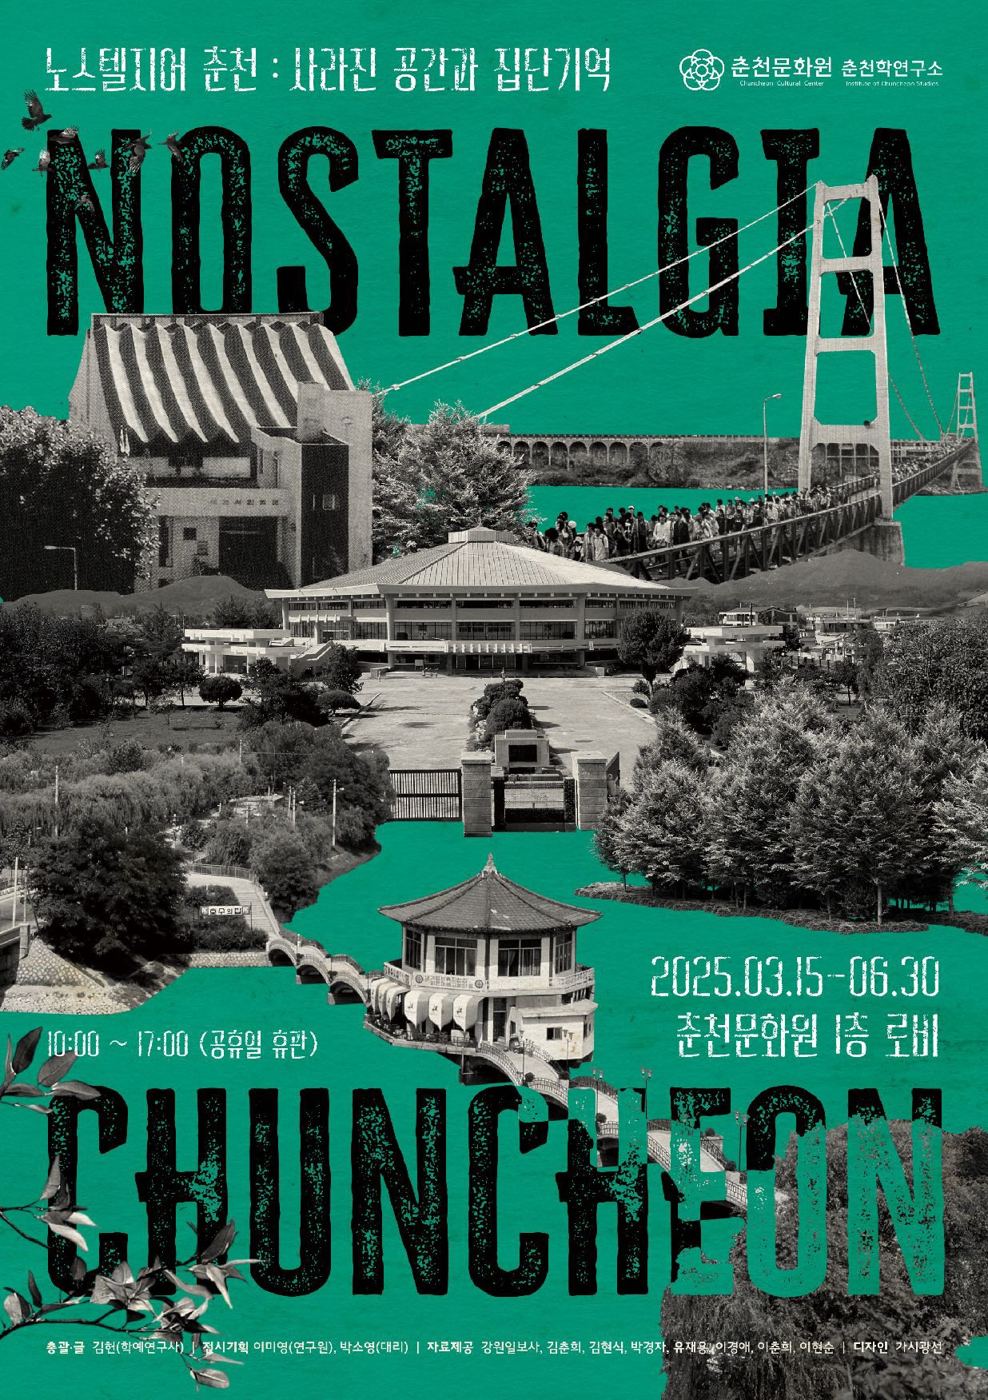 노스텔지어 춘천 : 사라진 공간과 집단기억
춘천문화원 춘천학연구소
Chuncheon Cultural Center Institute of Chuncheon Studies
NOSTALGIA
2025.03.15--06.30
춘천문화원 1층 로비
10:00 ~ 17:00 (공휴일 휴관)
CHUNCHEON
총괄·글 김헌(학예연구사) | 전시기획 이미영(연구원), 박소영(대리) | 자료제공 강원일보사, 김춘희, 김현식, 박경자, 유재용, 이경애, 이춘희, 이현순 | 디자인 가시광선